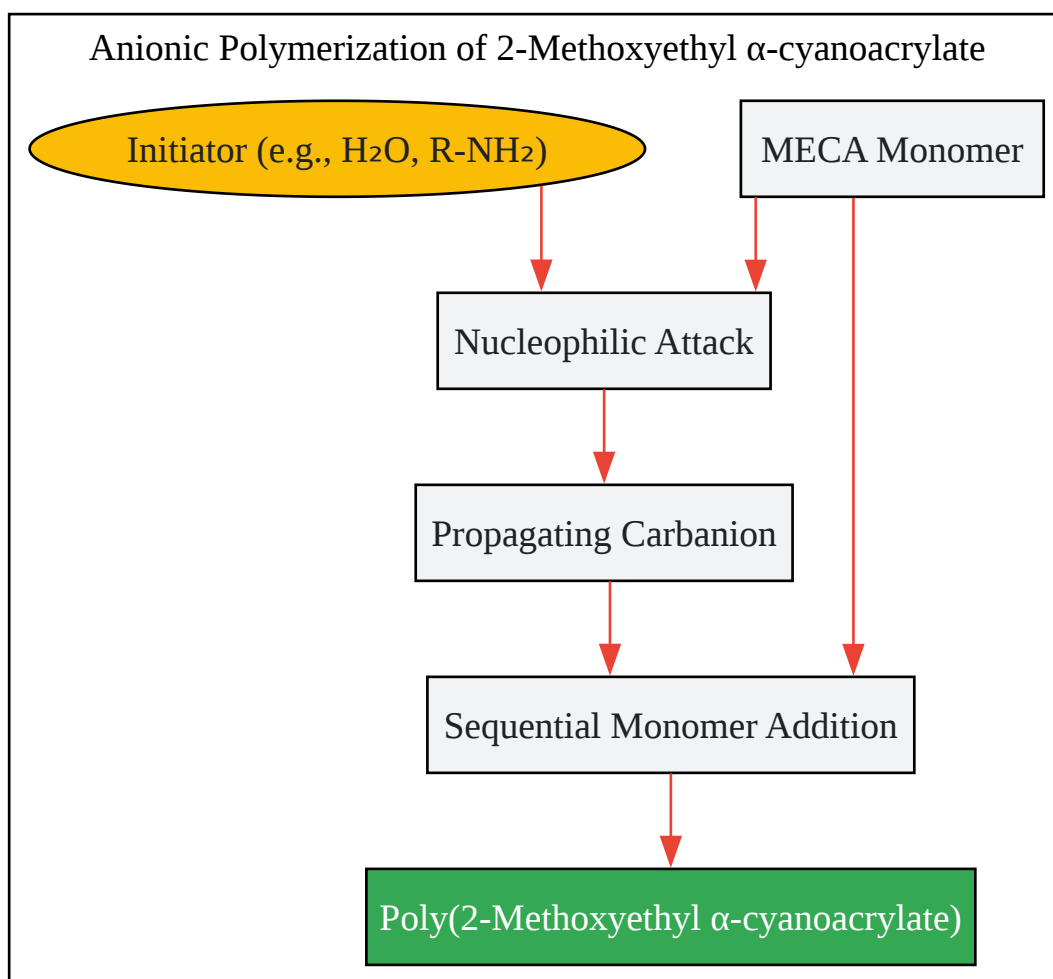 Anionic Polymerization of 2-Methoxyethyl α-cyanoacrylate
Initiator (e.g., H₂O, R-NH₂)
MECA Monomer
Nucleophilic Attack
Propagating Carbanion
Sequential Monomer Addition
Poly(2-Methoxyethyl α-cyanoacrylate)